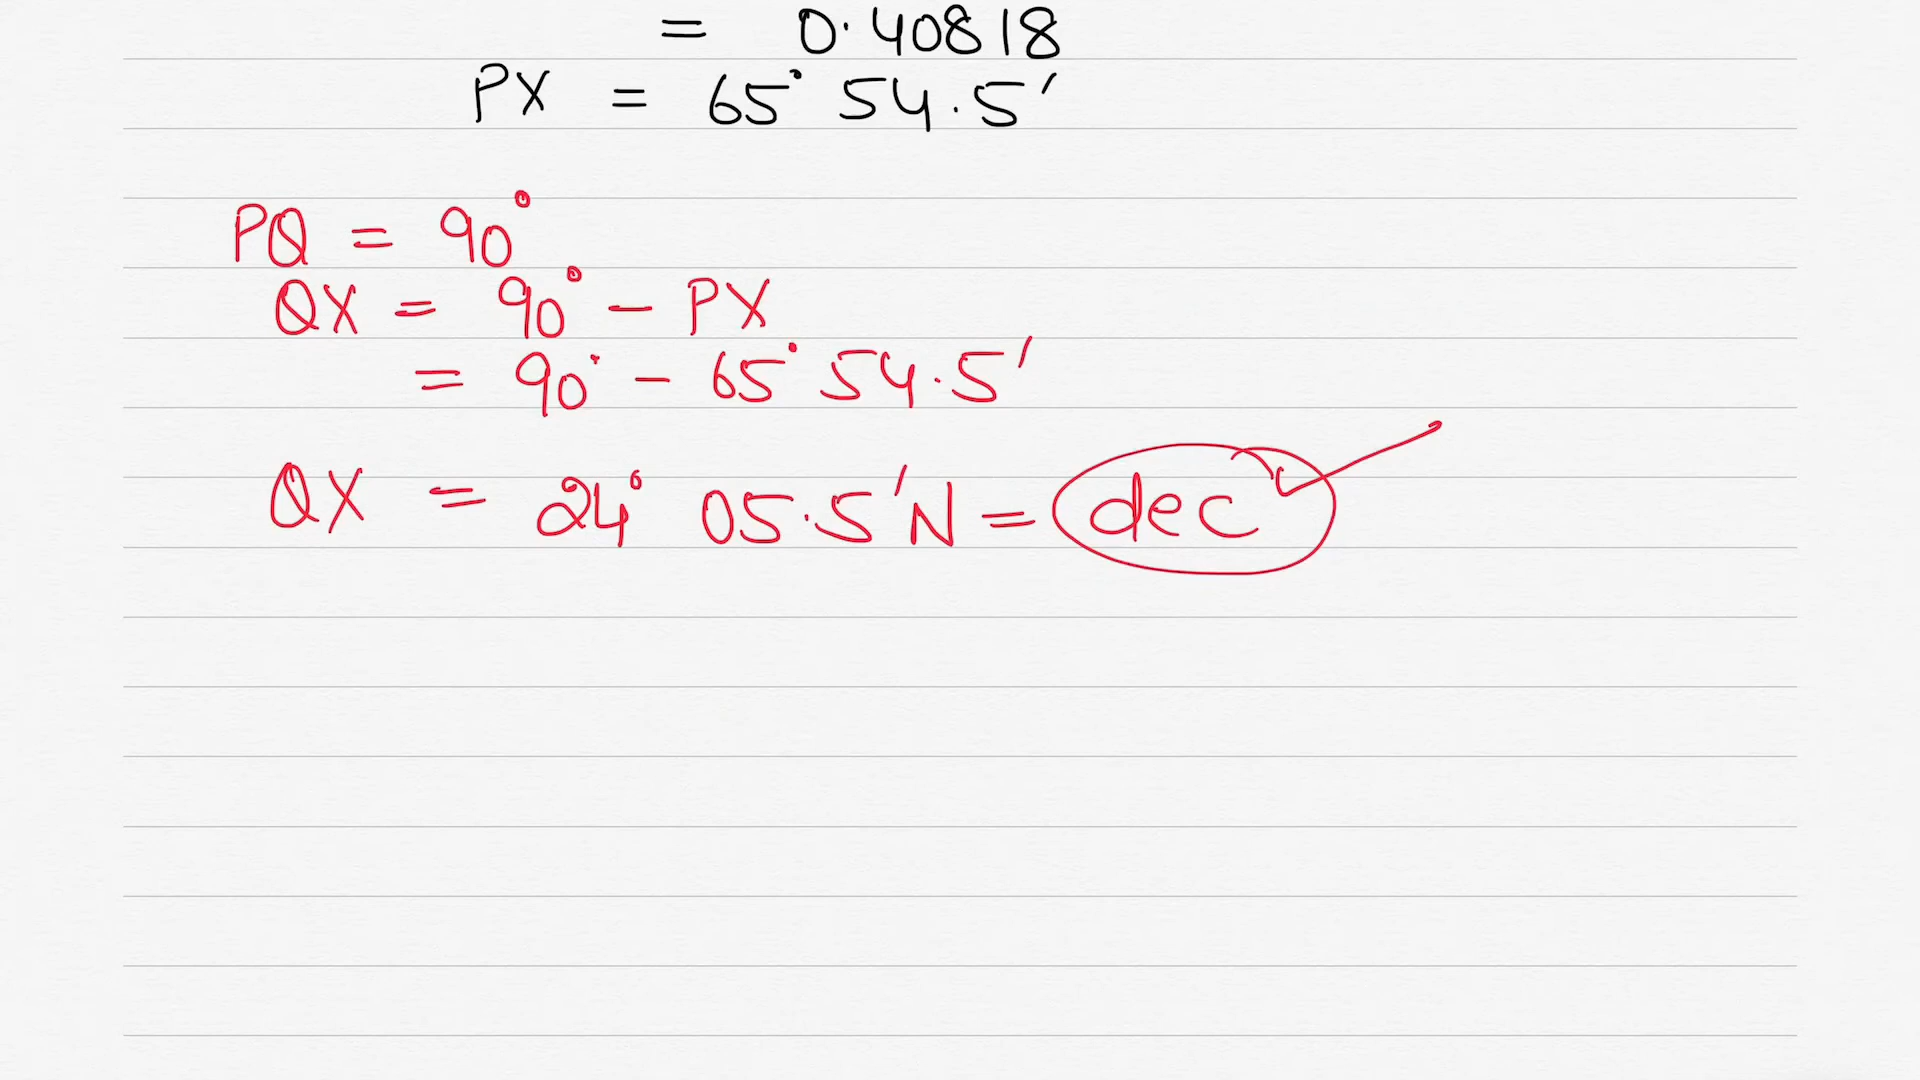 = 0.40818
PX = 65° 54.5'
PQ = 90°
QX = 90° - PX
= 90° - 65° 54.5'
QX = 24° 05.5' N = dec